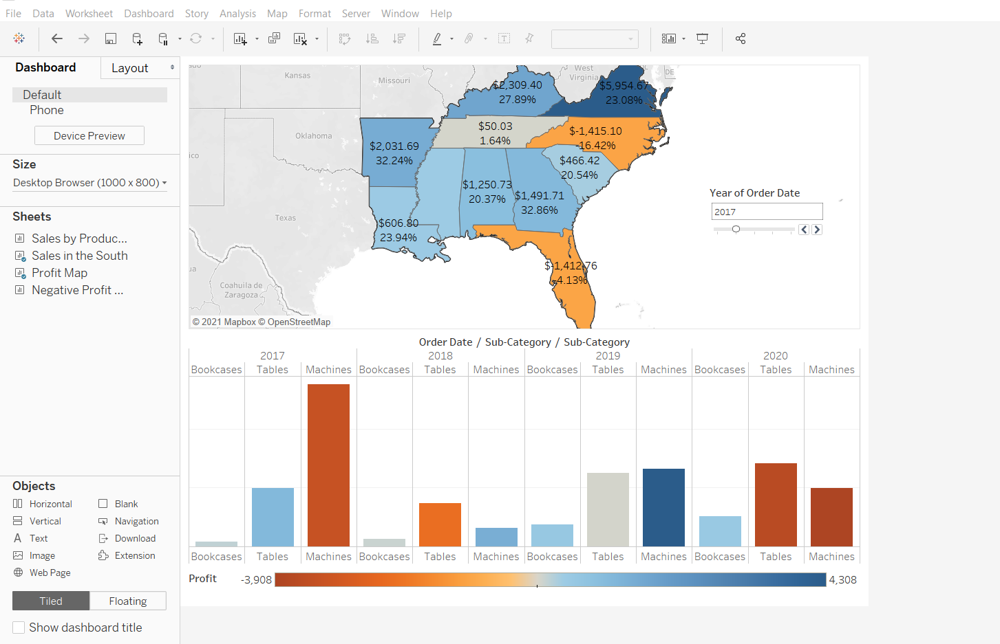 File Data Worksheet Dashboard Story Analysis Map Format Server Window Help
Dashboard Layout
Default
Phone
Device Preview
Size
Desktop Browser (1000 x 800)
Sheets
Sales by Produc...
Sales in the South
Profit Map
Negative Profit ...
Objects
Horizontal Blank
Vertical Navigation
Text Download
Image Extension
Web Page
Tiled Floating
Show dashboard title
Kansas
Missouri
West
Virginia
DE
Oklahoma
ico
Texas
ua
Coahuila de
Zaragoza
$2,309.40
27.89%
$5,954.67
23.08%
$50.03
1.64%
$-1,415.10
-16.42%
$2,031.69
32.24%
$466.42
20.54%
$1,250.73
20.37%
$1,491.71
32.86%
$606.80
23.94%
$-1,412.76
-4.13%
© 2021 Mapbox © OpenStreetMap
Year of Order Date
2017
Order Date / Sub-Category / Sub-Category
2017 2018 2019 2020
Bookcases Tables Machines Bookcases Tables Machines Bookcases Tables Machines Bookcases Tables Machines
Bookcases Tables Machines Bookcases Tables Machines Bookcases Tables Machines Bookcases Tables Machines
Profit -3,908 4,308